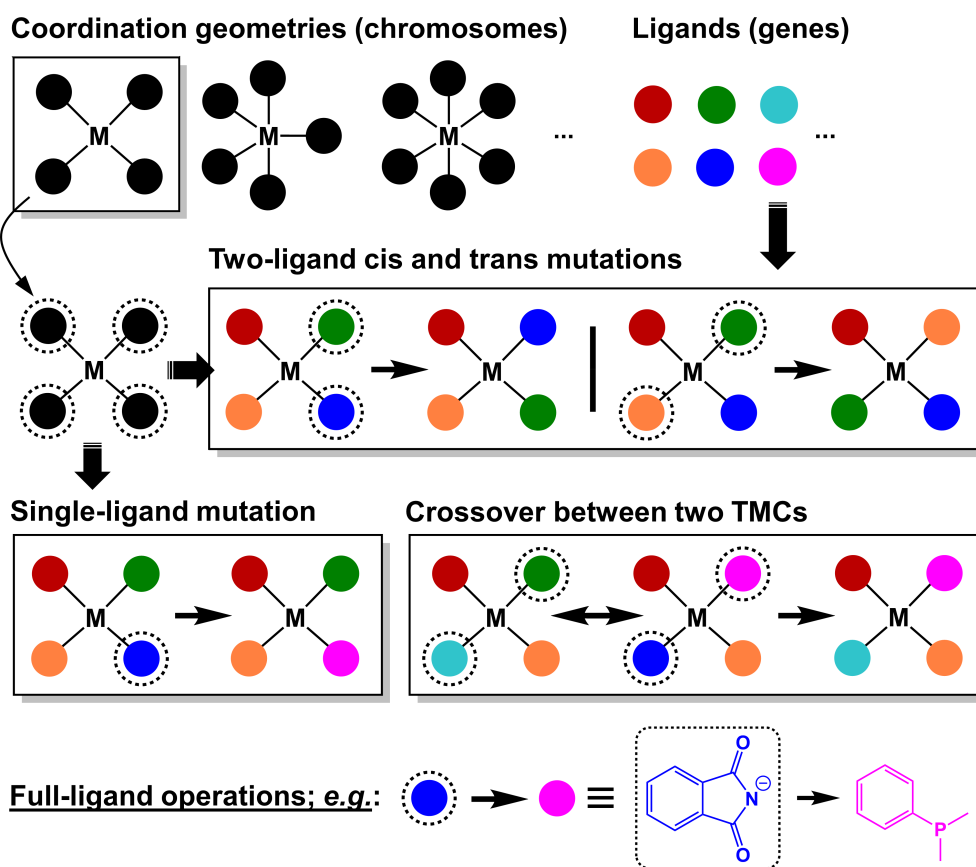 Coordination geometries (chromosomes)
Ligands (genes)
M
M
M
...
...
Two-ligand cis and trans mutations
M
M
M
M
M
Single-ligand mutation
Crossover between two TMCs
M
M
M
M
M
Full-ligand operations; e.g.:
O
N
O
P